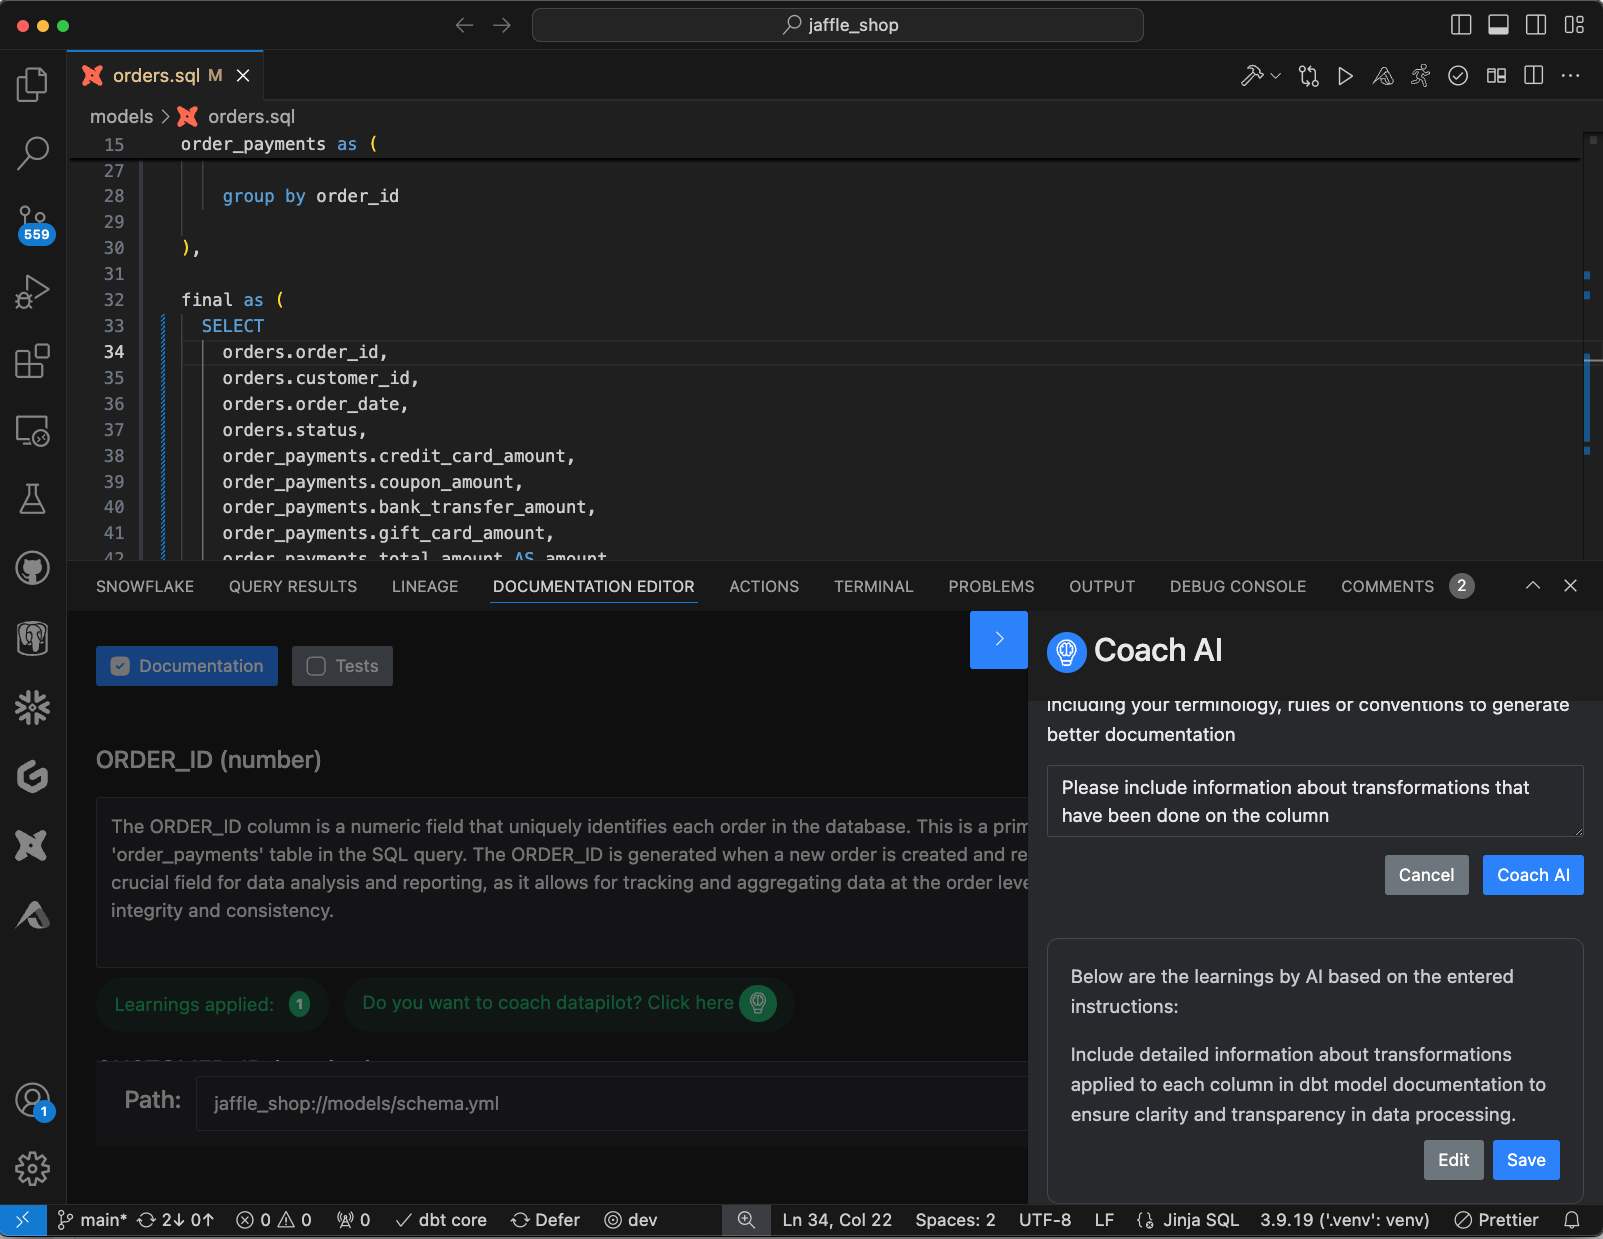 jaffle_shop
orders.sql M
models > orders.sql
15 order_payments as (
27
28 group by order_id
29
30 ),
31
32 final as (
33 SELECT
34 orders.order_id,
35 orders.customer_id,
36 orders.order_date,
37 orders.status,
38 order_payments.credit_card_amount,
39 order_payments.coupon_amount,
40 order_payments.bank_transfer_amount,
41 order_payments.gift_card_amount,
42 order_payments.total_amount AS amount
559
SNOWFLAKE QUERY RESULTS LINEAGE DOCUMENTATION EDITOR ACTIONS TERMINAL PROBLEMS OUTPUT DEBUG CONSOLE COMMENTS 2
Documentation Tests
ORDER_ID (number)
The ORDER_ID column is a numeric field that uniquely identifies each order in the database. This is a prim
'order_payments' table in the SQL query. The ORDER_ID is generated when a new order is created and re
crucial field for data analysis and reporting, as it allows for tracking and aggregating data at the order leve
integrity and consistency.
Learnings applied: 1 Do you want to coach datapilot? Click here
Path: jaffle_shop://models/schema.yml
Coach AI
including your terminology, rules or conventions to generate
better documentation
Please include information about transformations that
have been done on the column
Cancel Coach AI
Below are the learnings by AI based on the entered
instructions:
Include detailed information about transformations
applied to each column in dbt model documentation to
ensure clarity and transparency in data processing.
Edit Save
1
main* 2↓ 0↑ 0 0 0 dbt core Defer dev Ln 34, Col 22 Spaces: 2 UTF-8 LF Jinja SQL 3.9.19 ('.venv': venv) Prettier